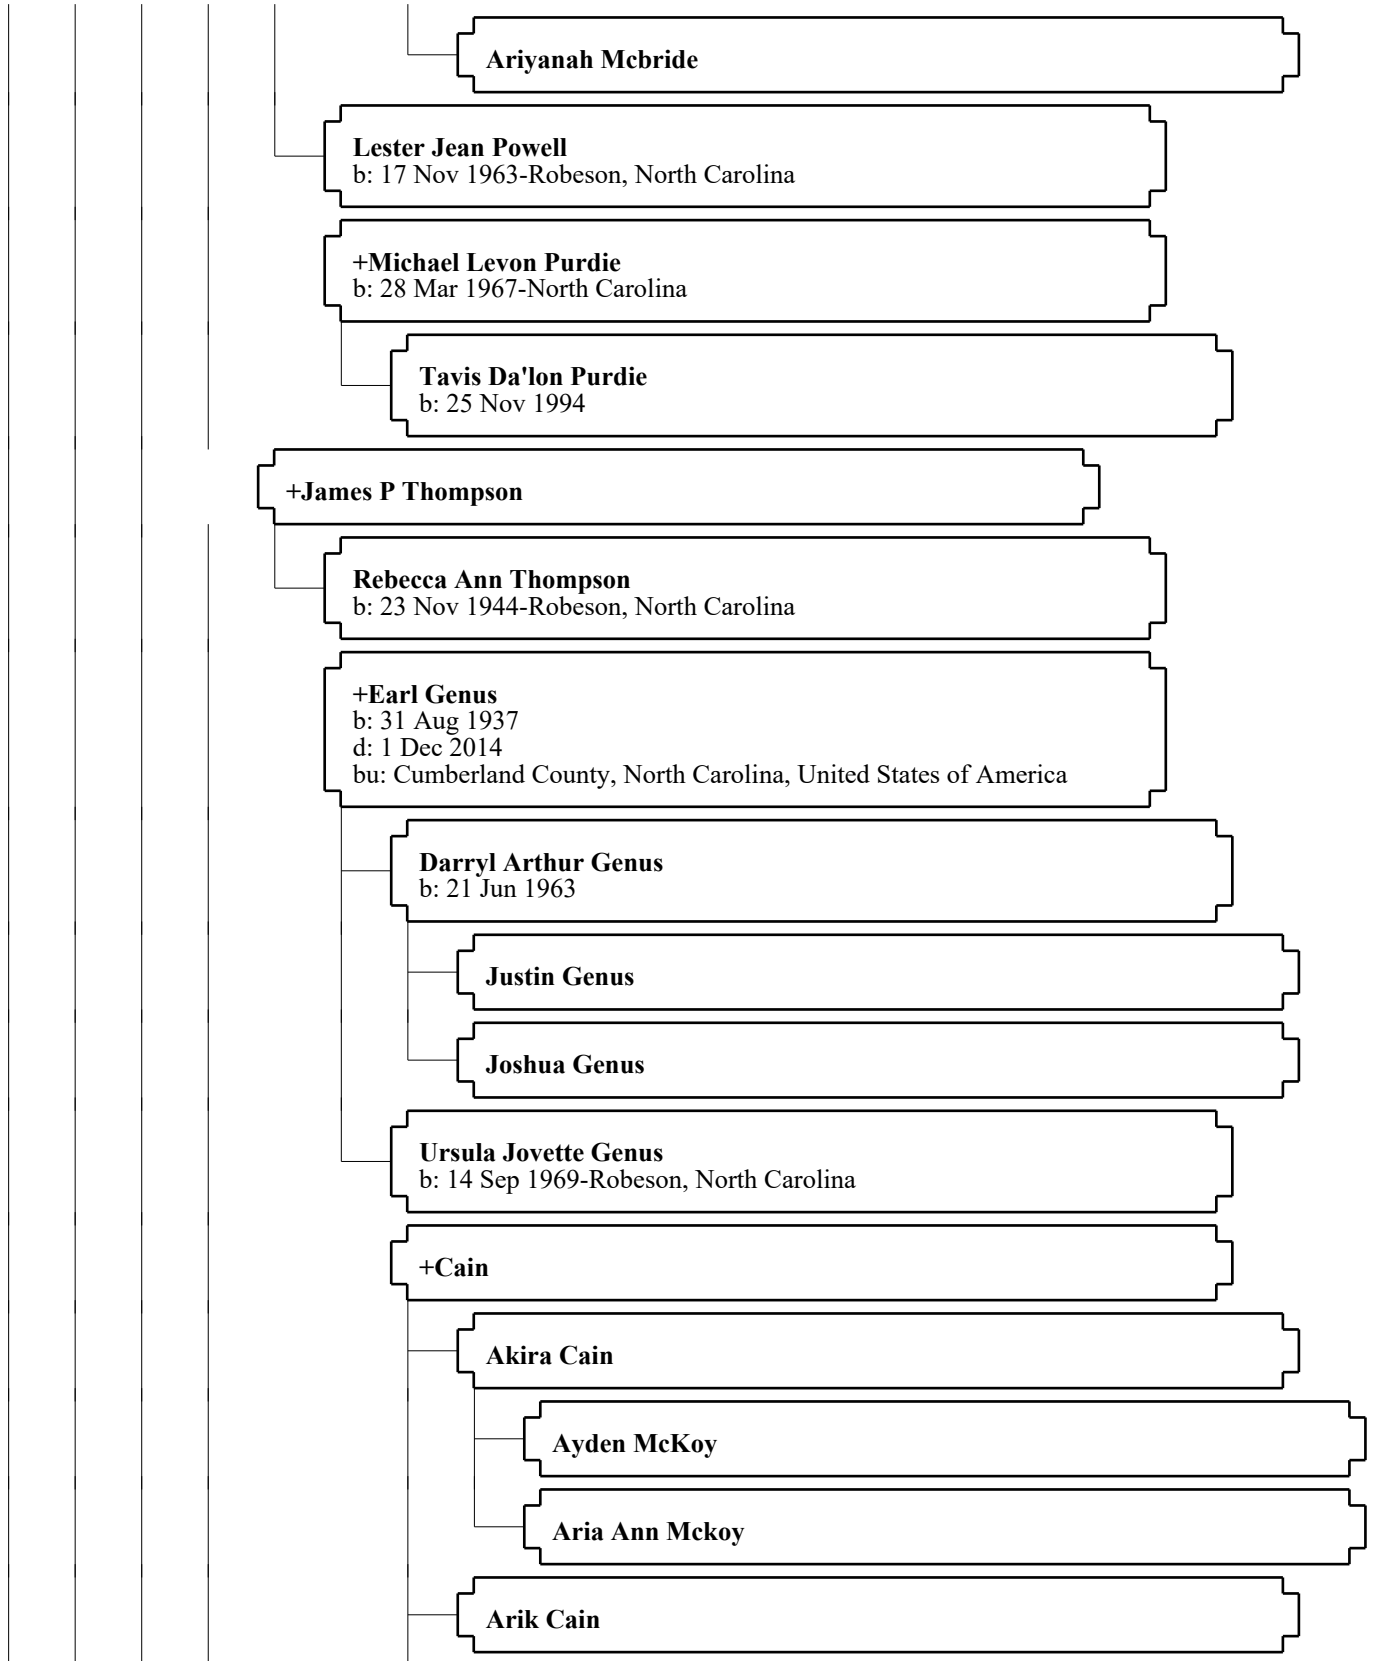 Ariyanah Mcbride
Lester Jean Powell
b: 17 Nov 1963-Robeson, North Carolina
+Michael Levon Purdie
b: 28 Mar 1967-North Carolina
Tavis Da'lon Purdie
b: 25 Nov 1994
+James P Thompson
Rebecca Ann Thompson
b: 23 Nov 1944-Robeson, North Carolina
+Earl Genus
b: 31 Aug 1937
d: 1 Dec 2014
bu: Cumberland County, North Carolina, United States of America
Darryl Arthur Genus
b: 21 Jun 1963
Justin Genus
Joshua Genus
Ursula Jovette Genus
b: 14 Sep 1969-Robeson, North Carolina
+Cain
Akira Cain
Ayden McKoy
Aria Ann Mckoy
Arik Cain